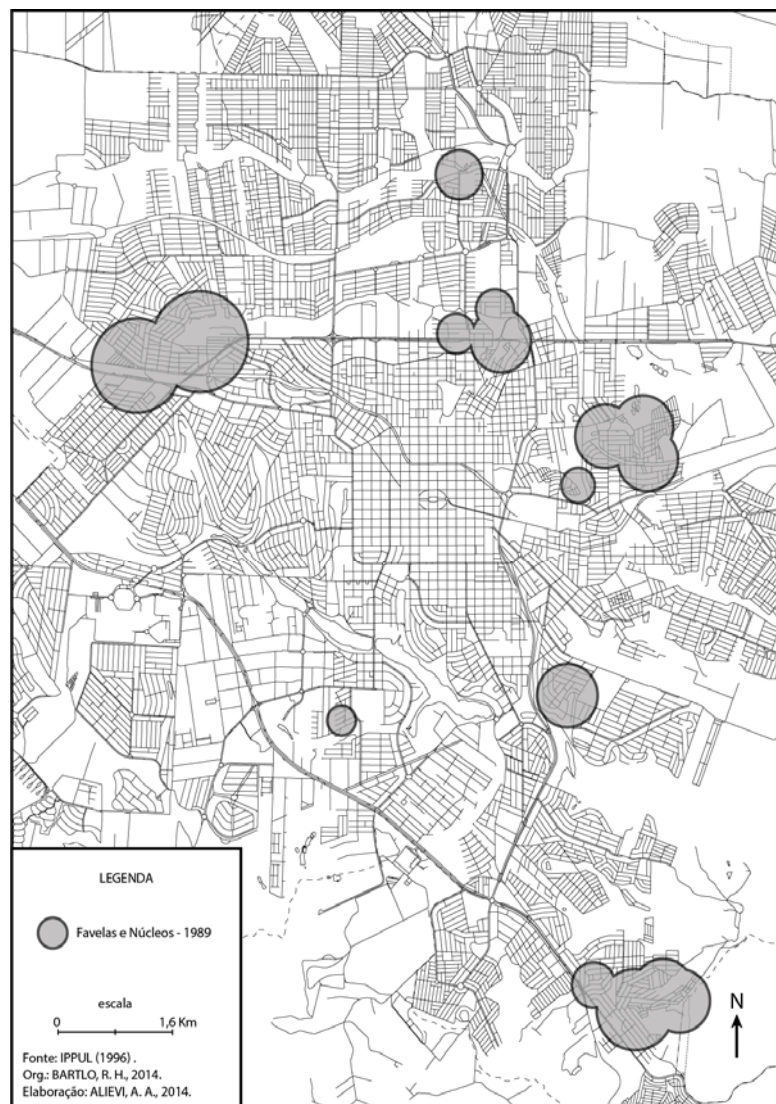 LEGENDA
Favelas e Núcleos - 1989
escala
0 1,6 Km
Fonte: IPPUL (1996) .
Org.: BARTLO, R. H., 2014.
Elaboração: ALIEVI, A. A., 2014.
N